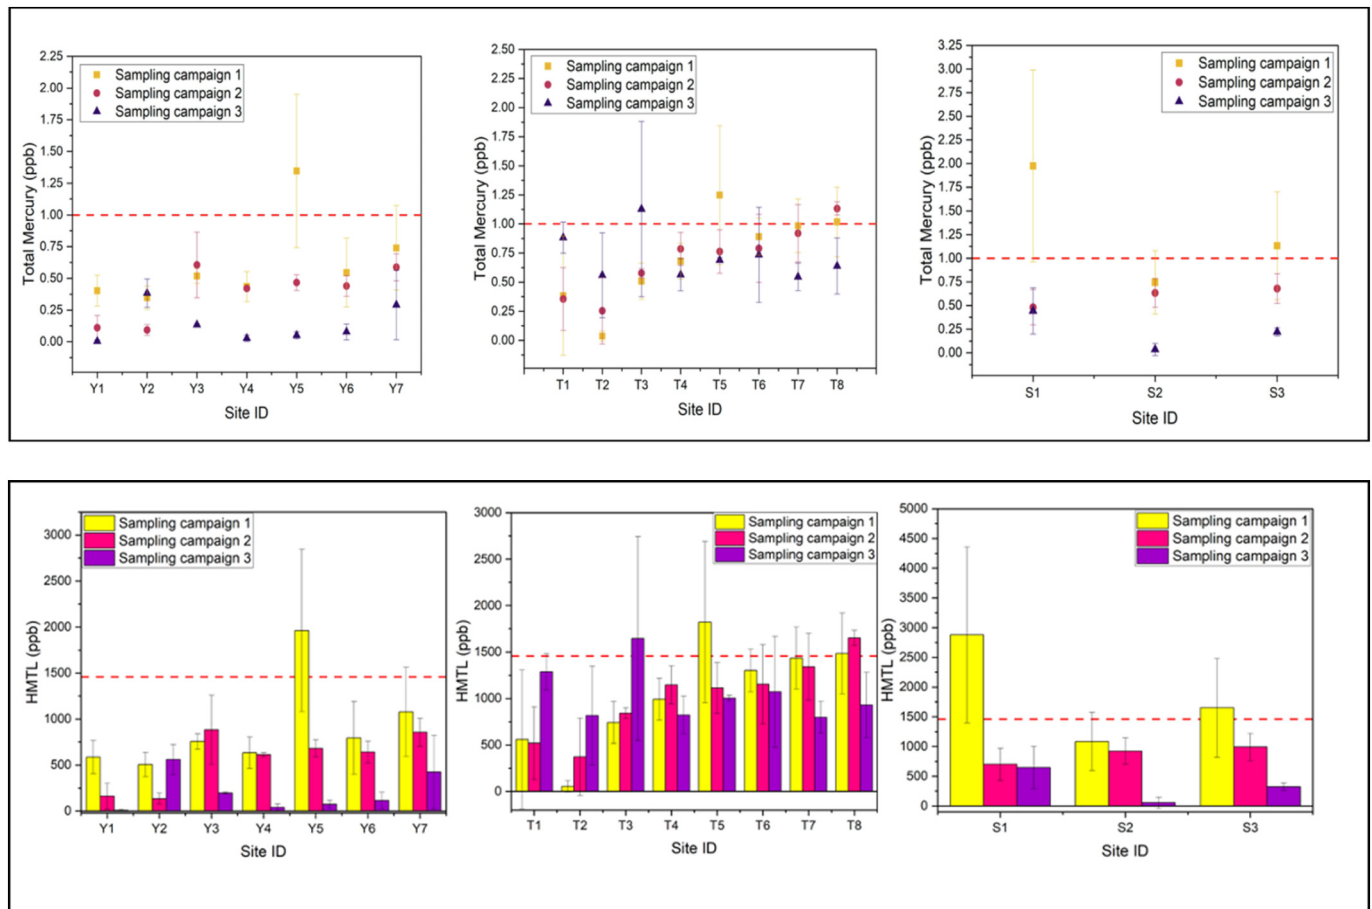 2.25
2.00
1.75
1.50
1.25
1.00
0.75
0.50
0.25
0.00
Total Mercury (ppb)
Sampling campaign 1
Sampling campaign 2
Sampling campaign 3
Y1 Y2 Y3 Y4 Y5 Y6 Y7
Site ID
2.50
2.25
2.00
1.75
1.50
1.25
1.00
0.75
0.50
0.25
0.00
Total Mercury (ppb)
Sampling campaign 1
Sampling campaign 2
Sampling campaign 3
T1 T2 T3 T4 T5 T6 T7 T8
Site ID
3.25
3.00
2.75
2.50
2.25
2.00
1.75
1.50
1.25
1.00
0.75
0.50
0.25
0.00
Total Mercury (ppb)
Sampling campaign 1
Sampling campaign 2
Sampling campaign 3
S1 S2 S3
Site ID
3000
2500
2000
1500
1000
500
0
HMTL (ppb)
Sampling campaign 1
Sampling campaign 2
Sampling campaign 3
Y1 Y2 Y3 Y4 Y5 Y6 Y7
Site ID
3000
2500
2000
1500
1000
500
0
HMTL (ppb)
Sampling campaign 1
Sampling campaign 2
Sampling campaign 3
T1 T2 T3 T4 T5 T6 T7 T8
Site ID
5000
4500
4000
3500
3000
2500
2000
1500
1000
500
0
HMTL (ppb)
Sampling campaign 1
Sampling campaign 2
Sampling campaign 3
S1 S2 S3
Site ID